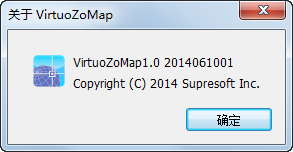 关于 VirtuoZoMap
VirtuoZoMap1.0 2014061001
Copyright (C) 2014 Supresoft Inc.
确定